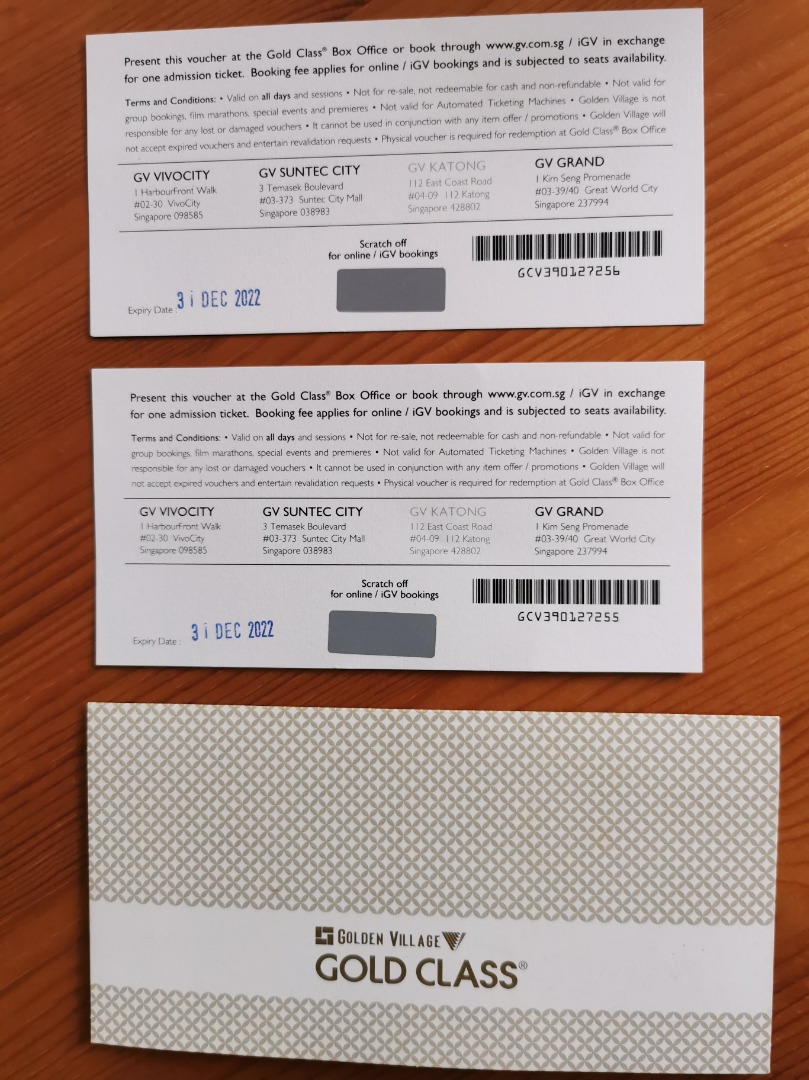 Present this voucher at the Gold Class® Box Office or book through www.gv.com.sg / iGV in exchange
for one admission ticket. Booking fee applies for online / iGV bookings and is subjected to seats availability.
Terms and Conditions: • Valid on all days and sessions • Not for re-sale, not redeemable for cash and non-refundable • Not valid for
group bookings, film marathons, special events and premieres • Not valid for Automated Ticketing Machines • Golden Village is not
responsible for any lost or damaged vouchers • It cannot be used in conjunction with any item offer / promotions • Golden Village will
not accept expired vouchers and entertain revalidation requests • Physical voucher is required for redemption at Gold Class® Box Office
GV VIVOCITY
1 HarbourFront Walk
#02-30 VivoCity
Singapore 098585
GV SUNTEC CITY
3 Temasek Boulevard
#03-373 Suntec City Mall
Singapore 038983
GV KATONG
112 East Coast Road
#04-09 112 Katong
Singapore 428802
GV GRAND
1 Kim Seng Promenade
#03-39/40 Great World City
Singapore 237994
Scratch off
for online / iGV bookings
GCV390127256
Expiry Date : 31 DEC 2022
Present this voucher at the Gold Class® Box Office or book through www.gv.com.sg / iGV in exchange
for one admission ticket. Booking fee applies for online / iGV bookings and is subjected to seats availability.
Terms and Conditions: • Valid on all days and sessions • Not for re-sale, not redeemable for cash and non-refundable • Not valid for
group bookings, film marathons, special events and premieres • Not valid for Automated Ticketing Machines • Golden Village is not
responsible for any lost or damaged vouchers • It cannot be used in conjunction with any item offer / promotions • Golden Village will
not accept expired vouchers and entertain revalidation requests • Physical voucher is required for redemption at Gold Class® Box Office
GV VIVOCITY
1 HarbourFront Walk
#02-30 VivoCity
Singapore 098585
GV SUNTEC CITY
3 Temasek Boulevard
#03-373 Suntec City Mall
Singapore 038983
GV KATONG
112 East Coast Road
#04-09 112 Katong
Singapore 428802
GV GRAND
1 Kim Seng Promenade
#03-39/40 Great World City
Singapore 237994
Scratch off
for online / iGV bookings
GCV390127255
Expiry Date : 31 DEC 2022
GOLDEN VILLAGE
GOLD CLASS®